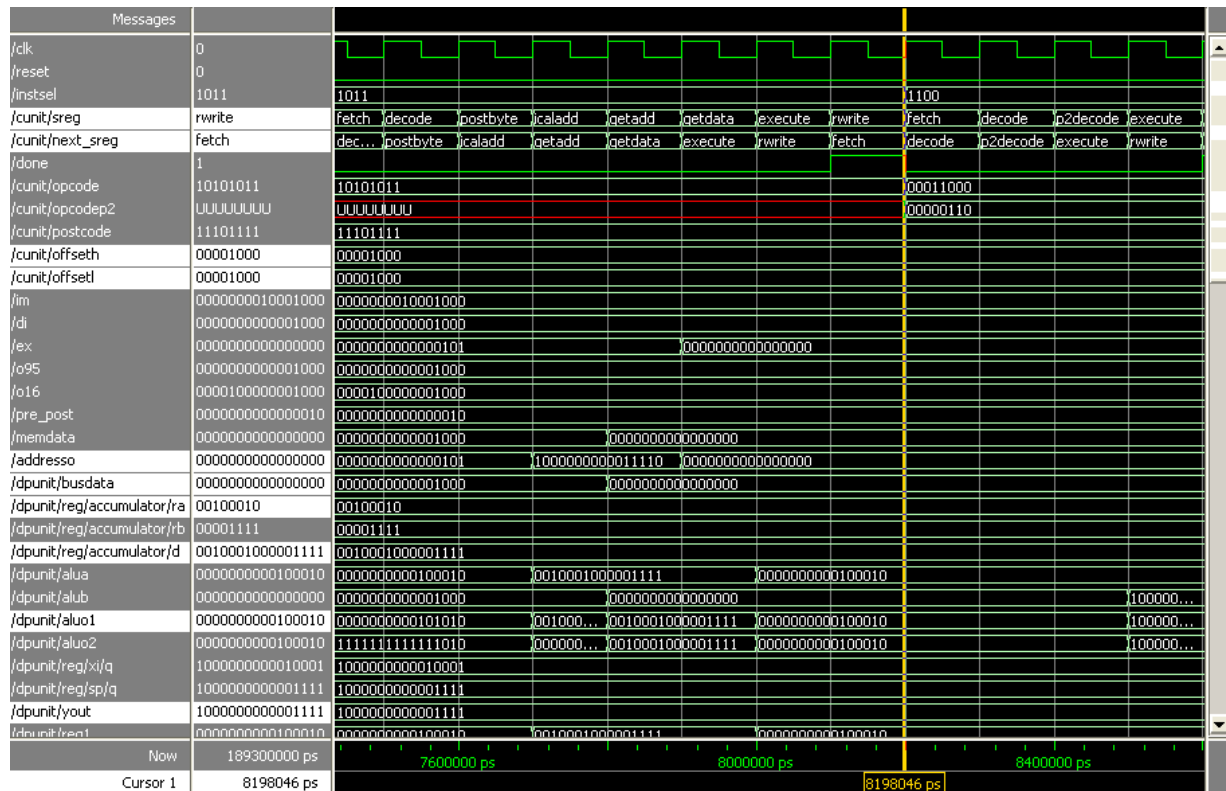 Messages
/clk 0
/reset 0
/instsel 1011 1011 1100
/cunit/sreg rwrite fetch decode postbyte icaladd getadd getdata execute rwrite fetch decode p2decode execute
/cunit/next_sreg fetch dec... postbyte icaladd getadd getdata execute rwrite fetch decode p2decode execute rwrite
/done 1
/cunit/opcode 10101011 10101011 00011000
/cunit/opcodep2 UUUUUUUU UUUUUUUU 00000110
/cunit/postcode 11101111 11101111
/cunit/offseth 00001000 00001000
/cunit/offsetl 00001000 00001000
/im 0000000010001000 0000000010001000
/di 0000000000001000 0000000000001000
/ex 0000000000000000 0000000000000101 0000000000000000
/o95 0000000000001000 0000000000001000
/o16 0000100000001000 0000100000001000
/pre_post 0000000000000010 0000000000000010
/memdata 0000000000000000 0000000000001000 0000000000000000
/addresso 0000000000000000 0000000000000101 1000000000011110 0000000000000000
/dpunit/busdata 0000000000000000 0000000000001000 0000000000000000
/dpunit/reg/accumulator/ra 00100010 00100010
/dpunit/reg/accumulator/rb 00001111 00001111
/dpunit/reg/accumulator/d 0010001000001111 0010001000001111
/dpunit/alua 0000000000100010 0000000000100010 0010001000001111 0000000000100010
/dpunit/alub 0000000000000000 0000000000001000 0000000000000000 100000...
/dpunit/aluo1 0000000000100010 0000000000101010 001000... 0010001000001111 0000000000100010 100000...
/dpunit/aluo2 0000000000100010 1111111111111010 000000... 0010001000001111 0000000000100010 100000...
/dpunit/reg/xi/q 1000000000010001 1000000000010001
/dpunit/reg/sp/q 1000000000001111 1000000000001111
/dpunit/yout 1000000000001111 1000000000001111
/dpunit/reg1 0000000000100010 0000000000100010 0010001000001111 0000000000100010
Now 189300000 ps 7600000 ps 8000000 ps 8400000 ps
Cursor 1 8198046 ps 8198046 ps